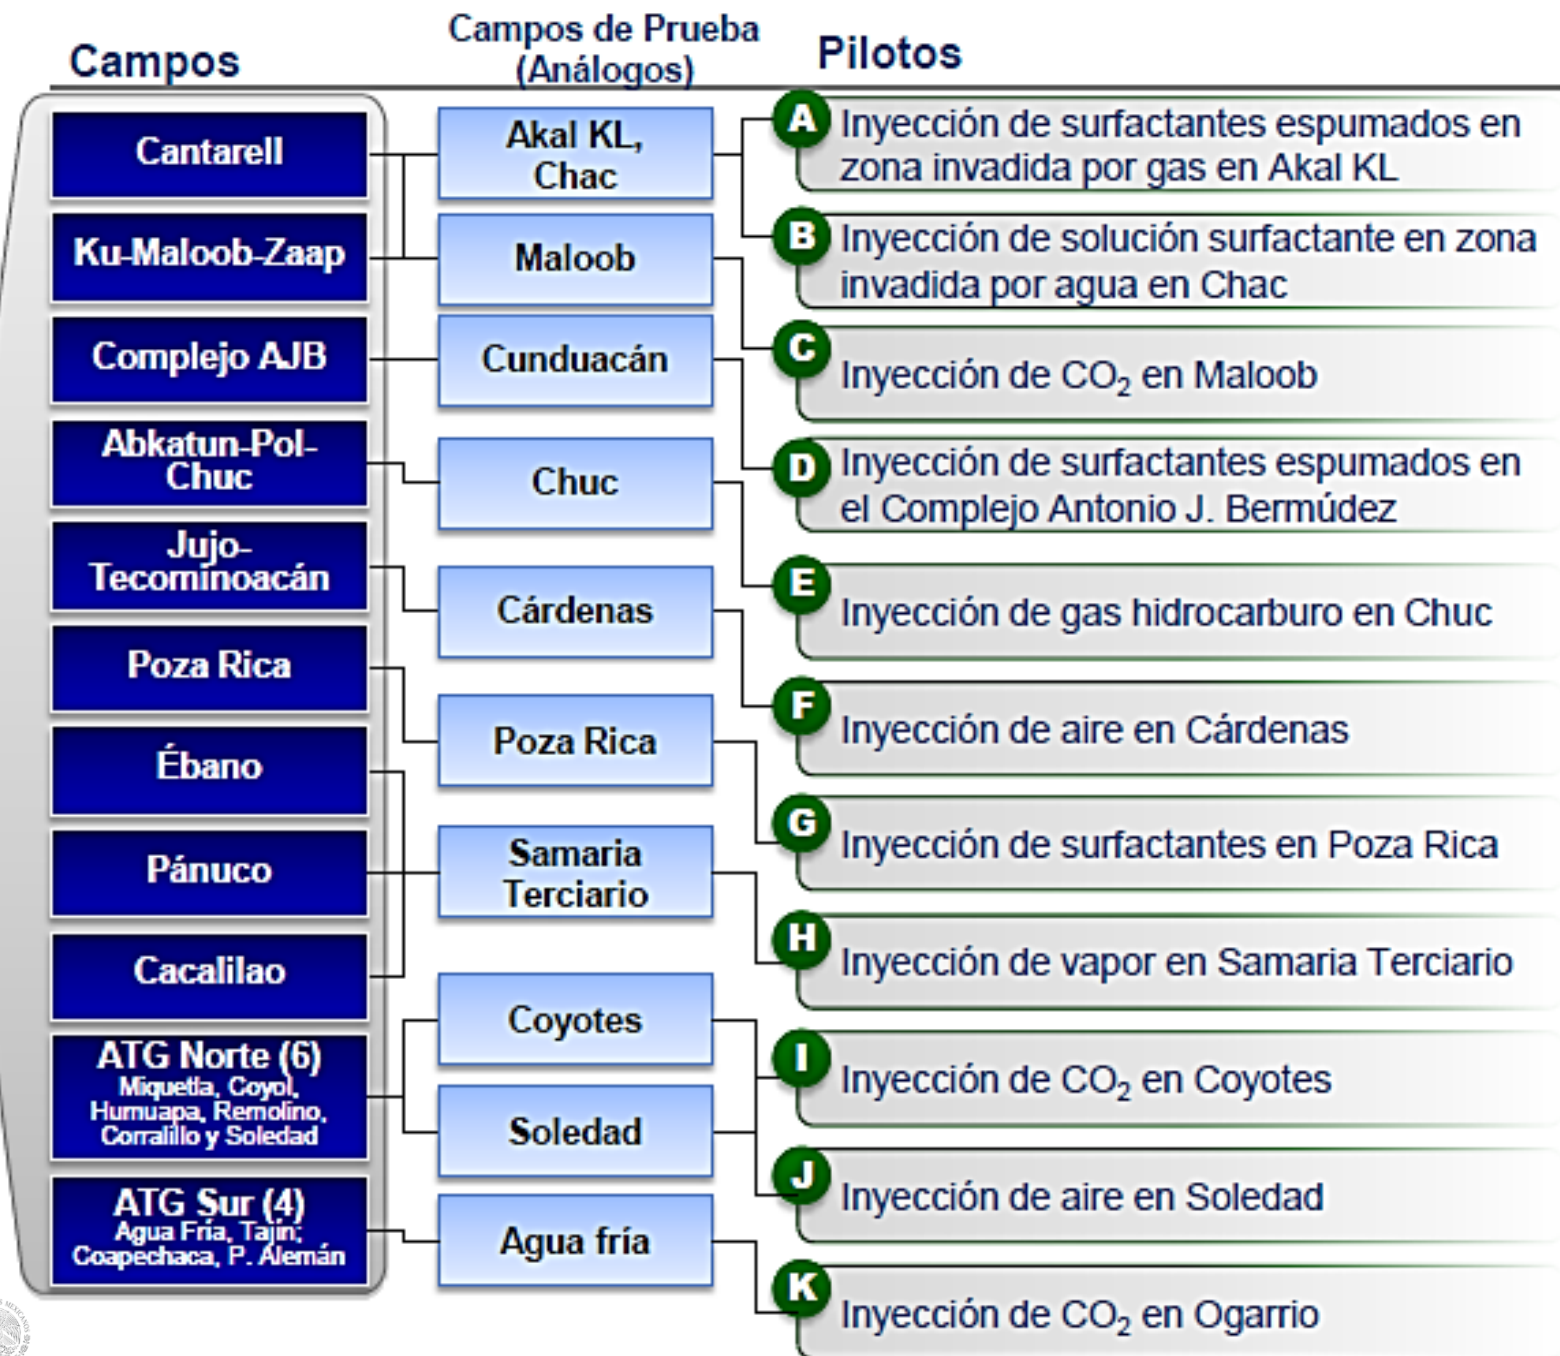 Campos
Campos de Prueba
(Análogos)
Pilotos
Cantarell
Ku-Maloob-Zaap
Complejo AJB
Abkatun-Pol-
Chuc
Jujo-
Tecominoacán
Poza Rica
Ébano
Pánuco
Cacalilao
ATG Norte (6)
Miquetla, Coyol,
Humuapa, Remolino,
Corralillo y Soledad
ATG Sur (4)
Agua Fría, Tajín;
Coapechaca, P. Alemán
Akal KL,
Chac
Maloob
Cunduacán
Chuc
Cárdenas
Poza Rica
Samaria
Terciario
Coyotes
Soledad
Agua fría
A Inyección de surfactantes espumados en
zona invadida por gas en Akal KL
B Inyección de solución surfactante en zona
invadida por agua en Chac
C Inyección de CO₂ en Maloob
D Inyección de surfactantes espumados en
el Complejo Antonio J. Bermúdez
E Inyección de gas hidrocarburo en Chuc
F Inyección de aire en Cárdenas
G Inyección de surfactantes en Poza Rica
H Inyección de vapor en Samaria Terciario
I Inyección de CO₂ en Coyotes
J Inyección de aire en Soledad
K Inyección de CO₂ en Ogarrio